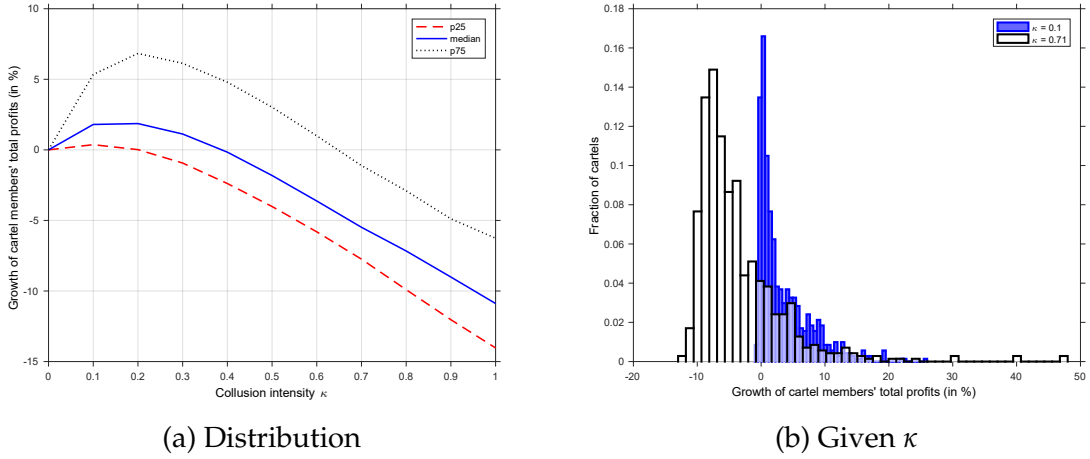 10
5
0
-5
-10
-15
Growth of cartel members' total profits (in %)
p25
median
p75
0 0.1 0.2 0.3 0.4 0.5 0.6 0.7 0.8 0.9 1
Collusion intensity κ
(a) Distribution
0.18
0.16
0.14
0.12
0.1
0.08
0.06
0.04
0.02
0
Fraction of cartels
κ = 0.1
κ = 0.71
-20 -10 0 10 20 30 40 50
Growth of cartel members' total profits (in %)
(b) Given κ